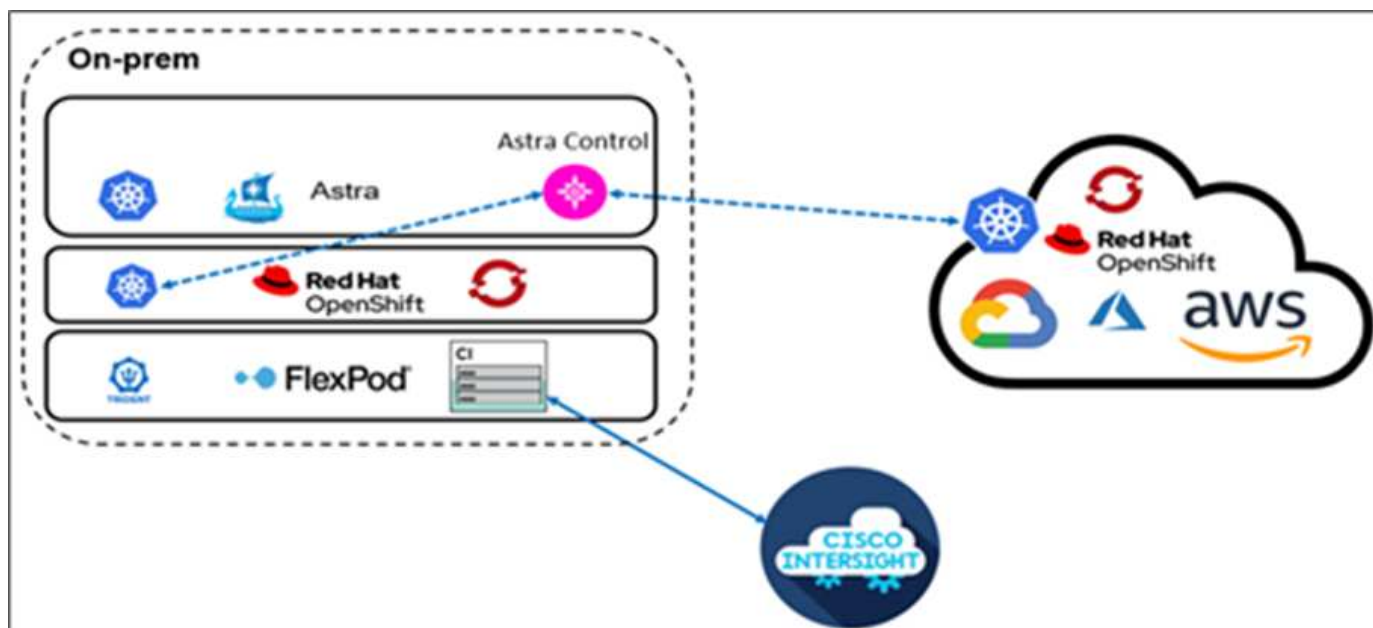 On-prem
Astra Control
Astra
Red Hat
OpenShift
TRIDENT
FlexPod
CI
Red Hat
OpenShift
aws
CISCO
INTERSIGHT